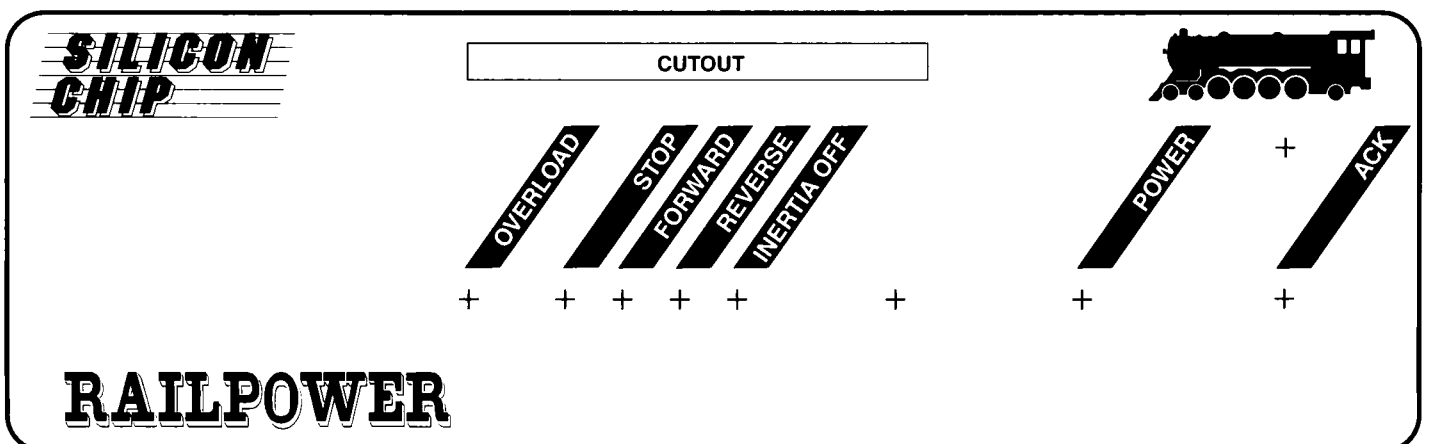 SILICON
CHIP
CUTOUT
OVERLOAD
STOP
FORWARD
REVERSE
INERTIA OFF
POWER
ACK
RAILPOWER